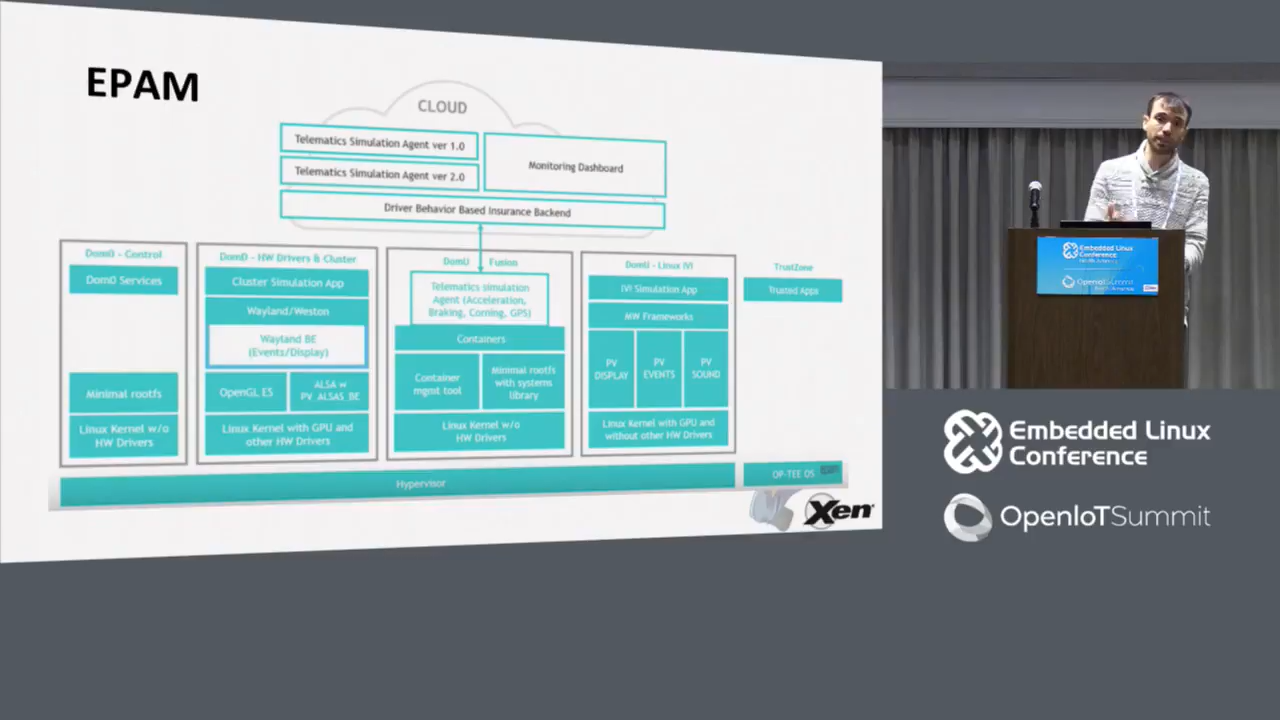 EPAM
CLOUD
Telematics Simulation Agent ver 1.0
Telematics Simulation Agent ver 2.0
Monitoring Dashboard
Driver Behavior Based Insurance Backend
Dom0 - Control
Dom0 Services
Minimal rootfs
Linux Kernel w/o
HW Drivers
DomD - HW Drivers & Cluster
Cluster Simulation App
Wayland/Weston
Wayland BE
(Events/Display)
OpenGL ES
ALSA w
PV_ALSAS_BE
Linux Kernel with GPU and
other HW Drivers
DomU Fusion
Telematics simulation
Agent (Acceleration,
Braking, Corning, GPS)
Containers
Container
mgmt tool
Minimal rootfs
with systems
library
Linux Kernel w/o
HW Drivers
DomU - Linux IVI
IVI Simulation App
MW Frameworks
PV
DISPLAY
PV
EVENTS
PV
SOUND
Linux Kernel with GPU and
without other HW Drivers
TrustZone
Trusted Apps
Hypervisor
OP-TEE OS
Xen
Embedded Linux
Conference
OpenIoTSummit
Embedded Linux
Conference
OpenIoTSummit